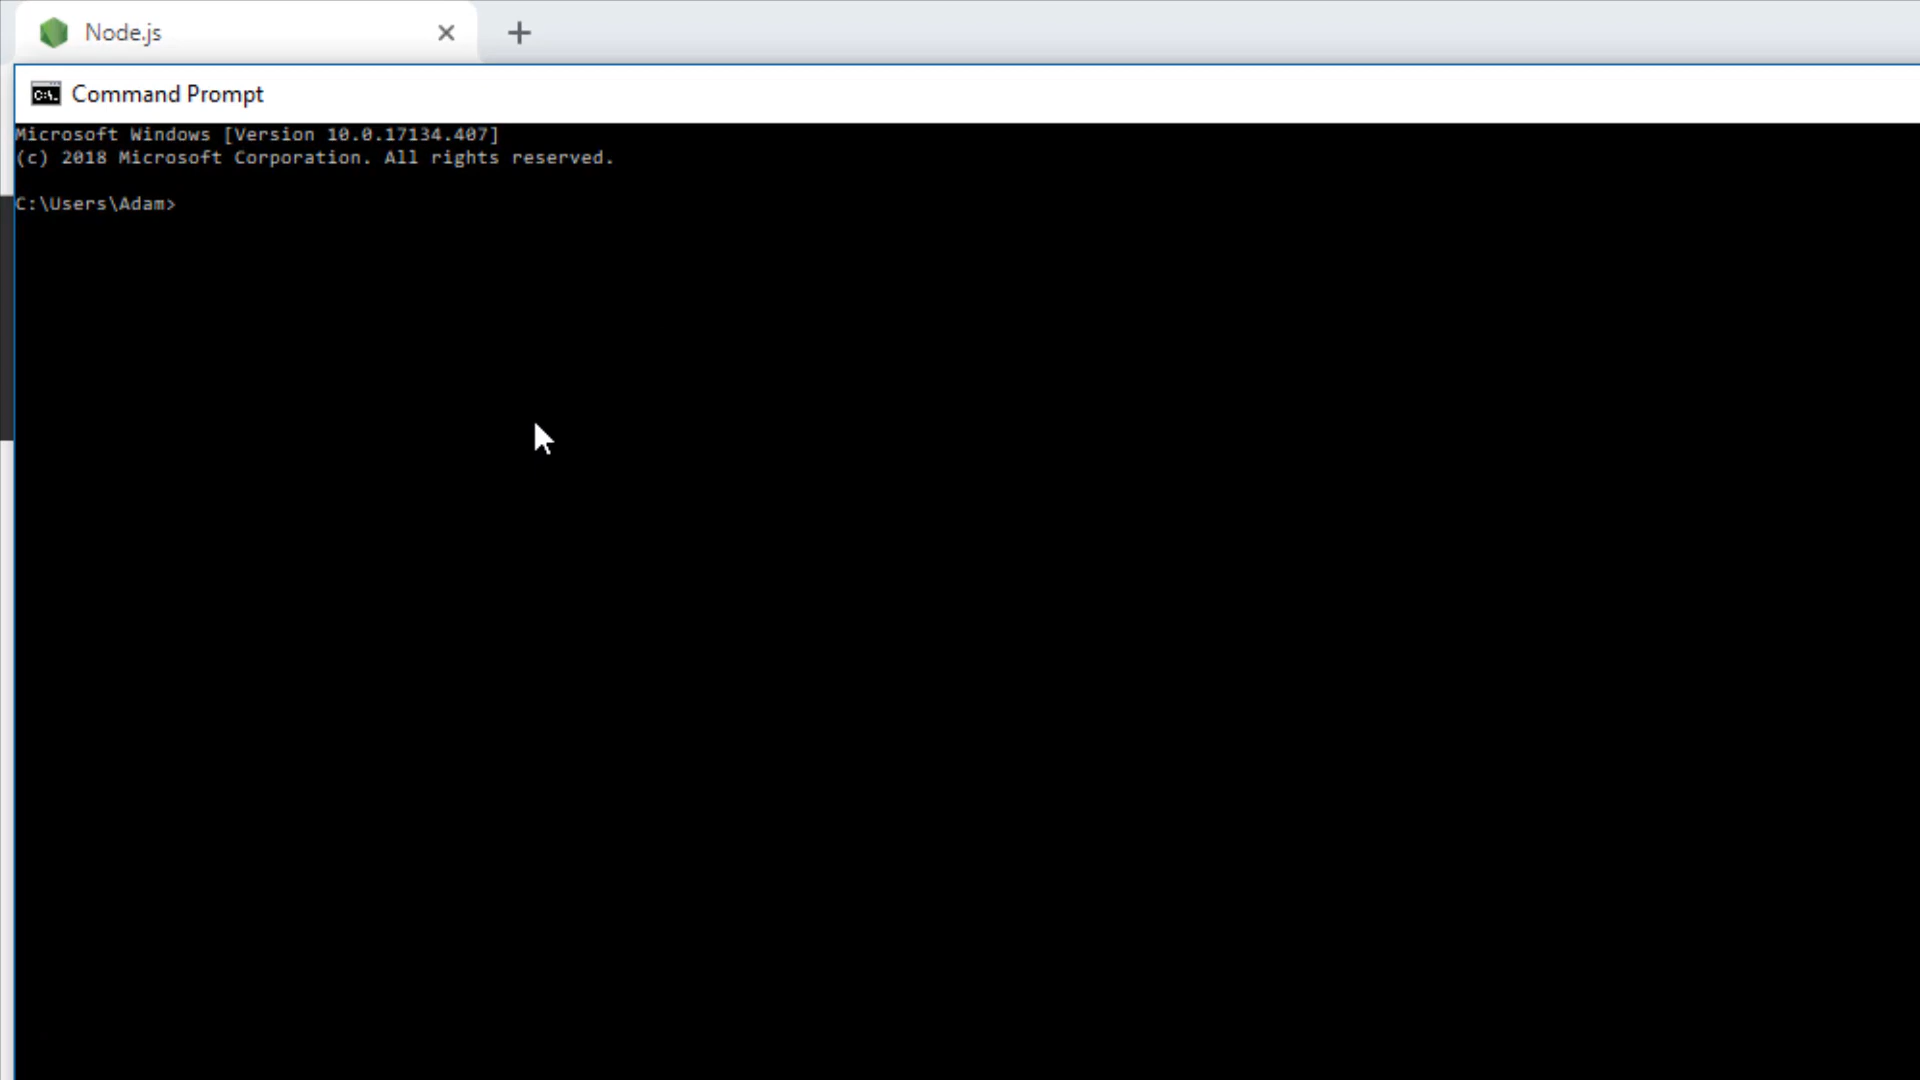 Node.js
Command Prompt
Microsoft Windows [Version 10.0.17134.407]
(c) 2018 Microsoft Corporation. All rights reserved.
C:\Users\Adam>